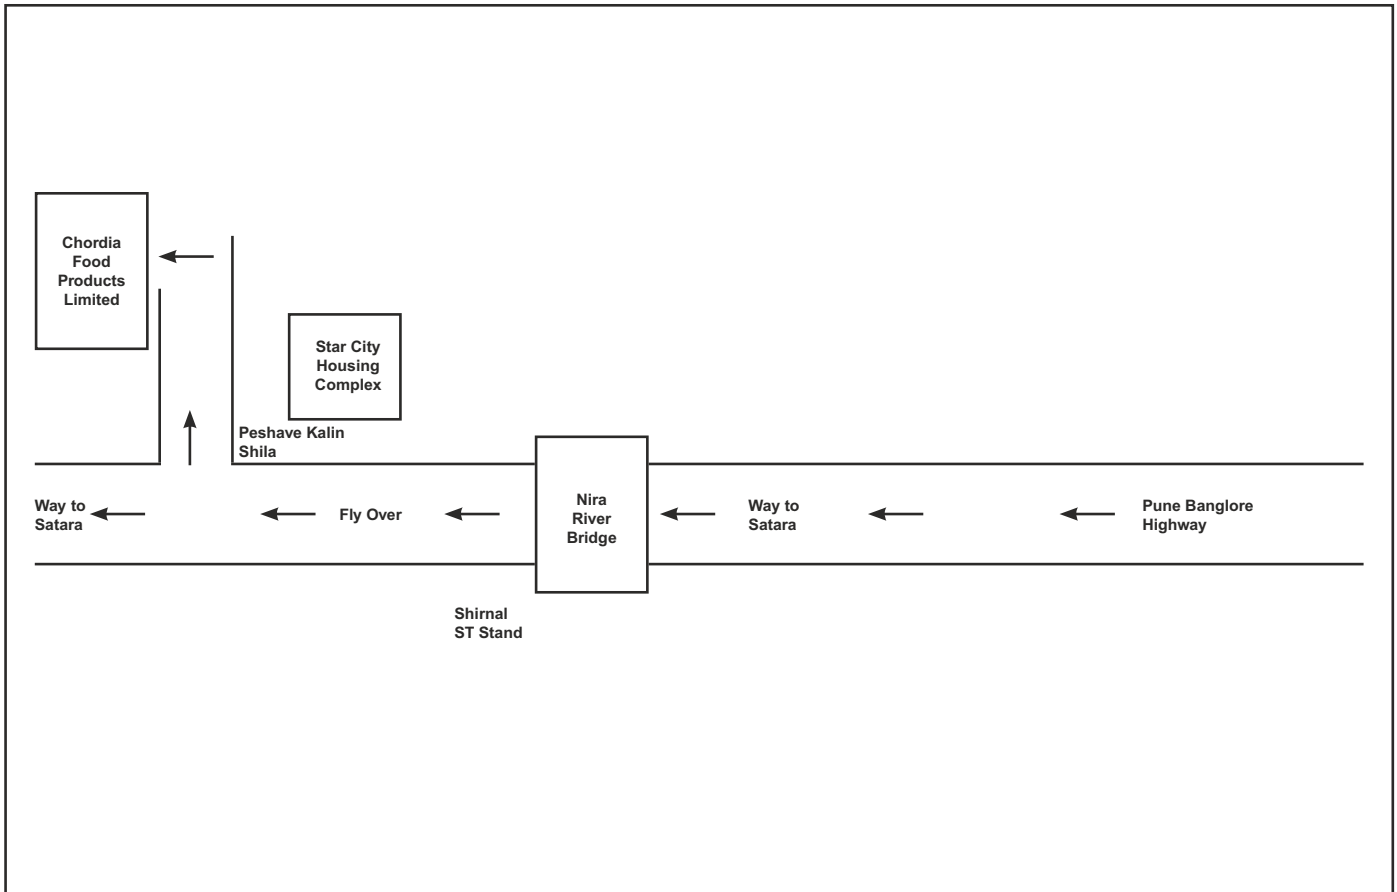 Chordia
Food
Products
Limited
Star City
Housing
Complex
Peshave Kalin
Shila
Way to
Satara
Fly Over
Nira
River
Bridge
Way to
Satara
Pune Banglore
Highway
Shirnal
ST Stand